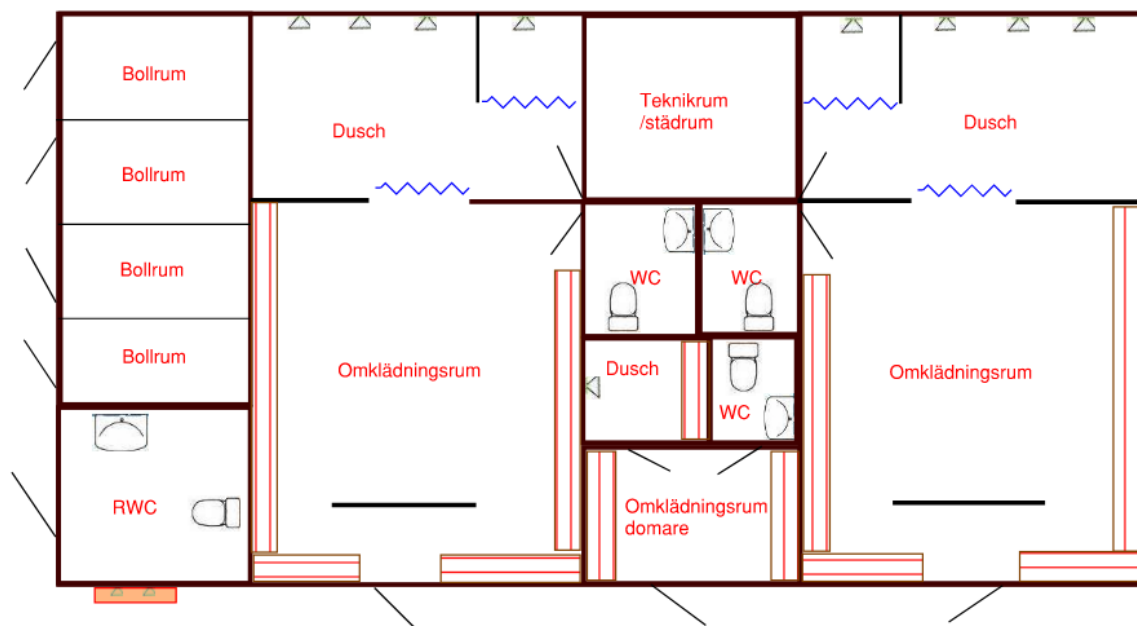 Bollrum
Teknikrum
/städrum
Dusch
Dusch
Bollrum
Bollrum
WC
WC
Bollrum
Omklädningsrum
Dusch
Omklädningsrum
WC
RWC
Omklädningsrum
domare